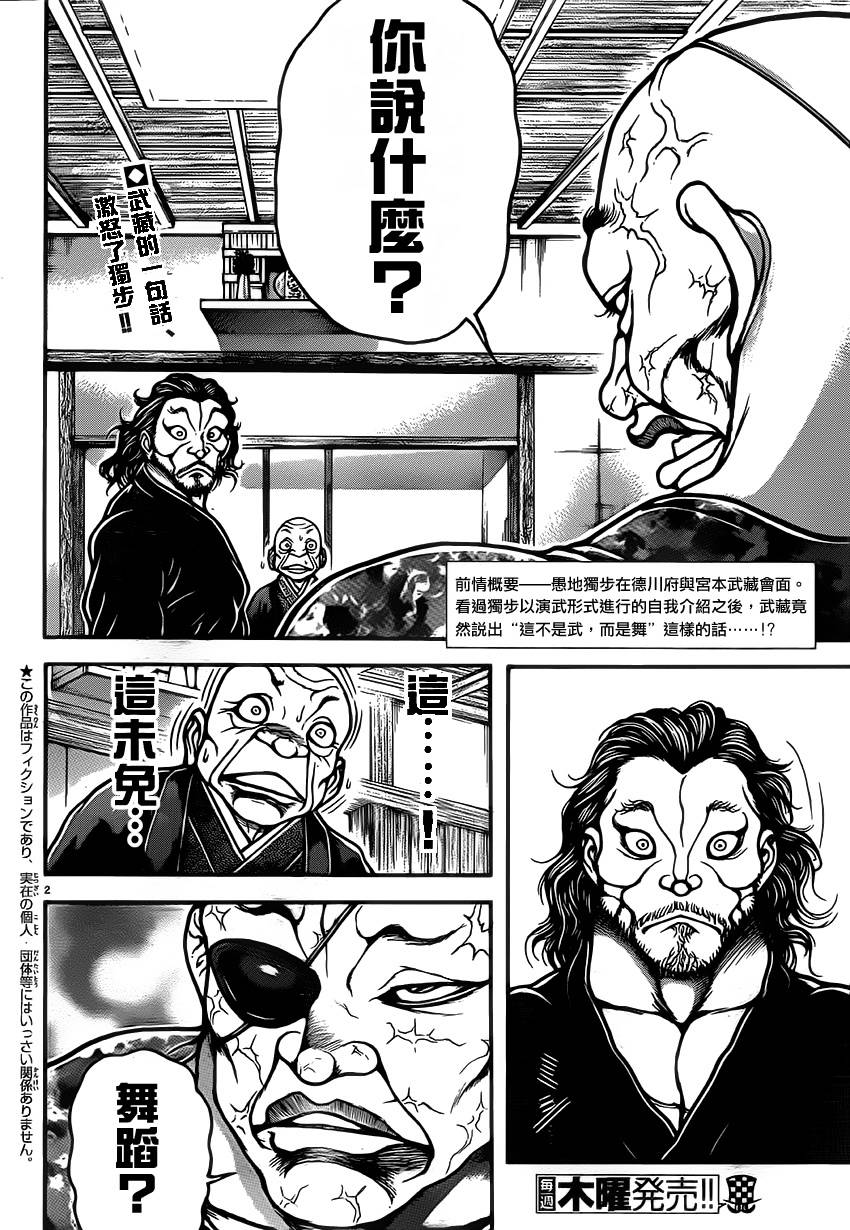 你說什麼？
◆武藏的一句話、
激怒了獨步!!
前情概要——愚地獨步在德川府與宮本武藏會面。
看過獨步以演武形式進行的自我介紹之後，武藏竟
然說出“這不是武，而是舞”這樣的話……!?
這……！
這未免…
舞蹈？
2
★この作品はフィクションであり、実在の個人・団体等にはいっさい関係ありません。
毎週木曜発売!!